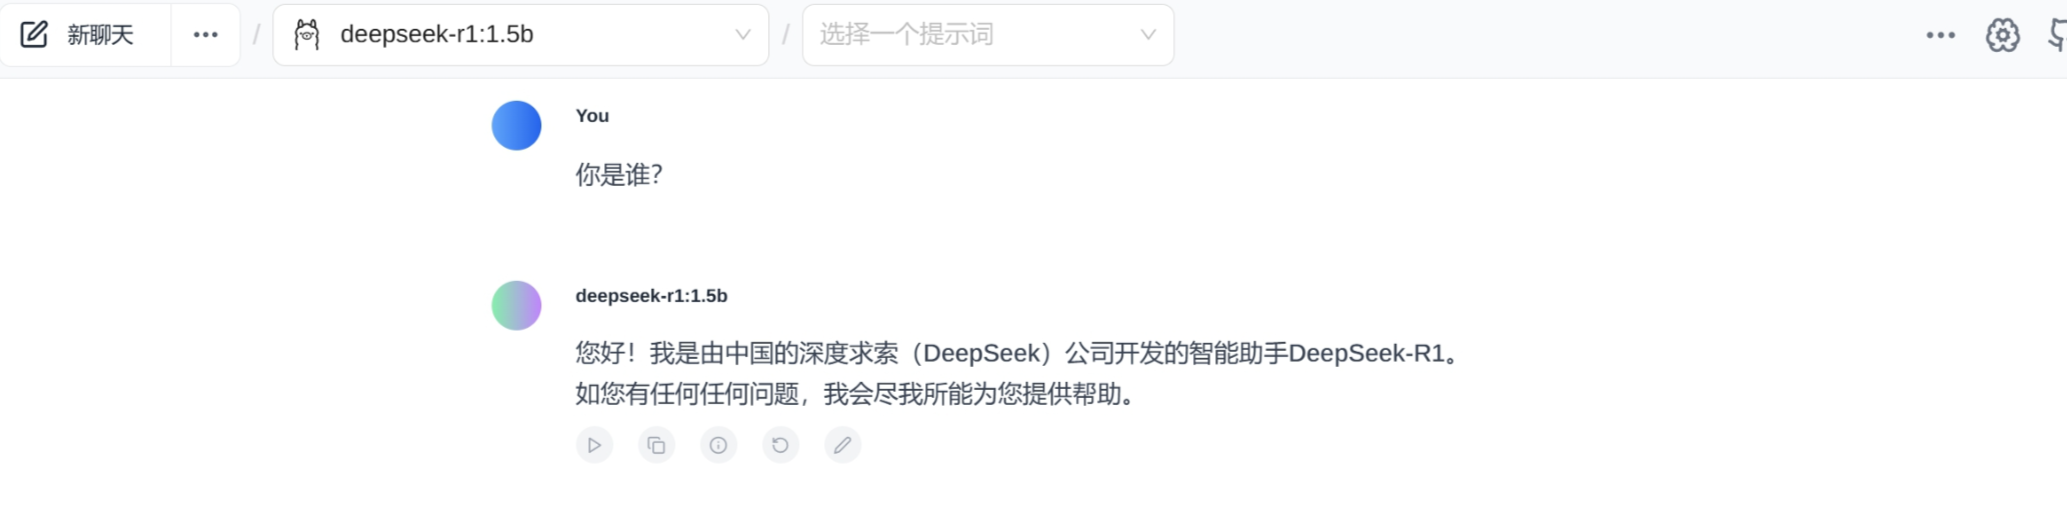 新聊天 ... / deepseek-r1:1.5b / 选择一个提示词 ...
You
你是谁？
deepseek-r1:1.5b
您好！我是由中国的深度求索（DeepSeek）公司开发的智能助手DeepSeek-R1。
如您有任何任何问题，我会尽我所能为您提供帮助。